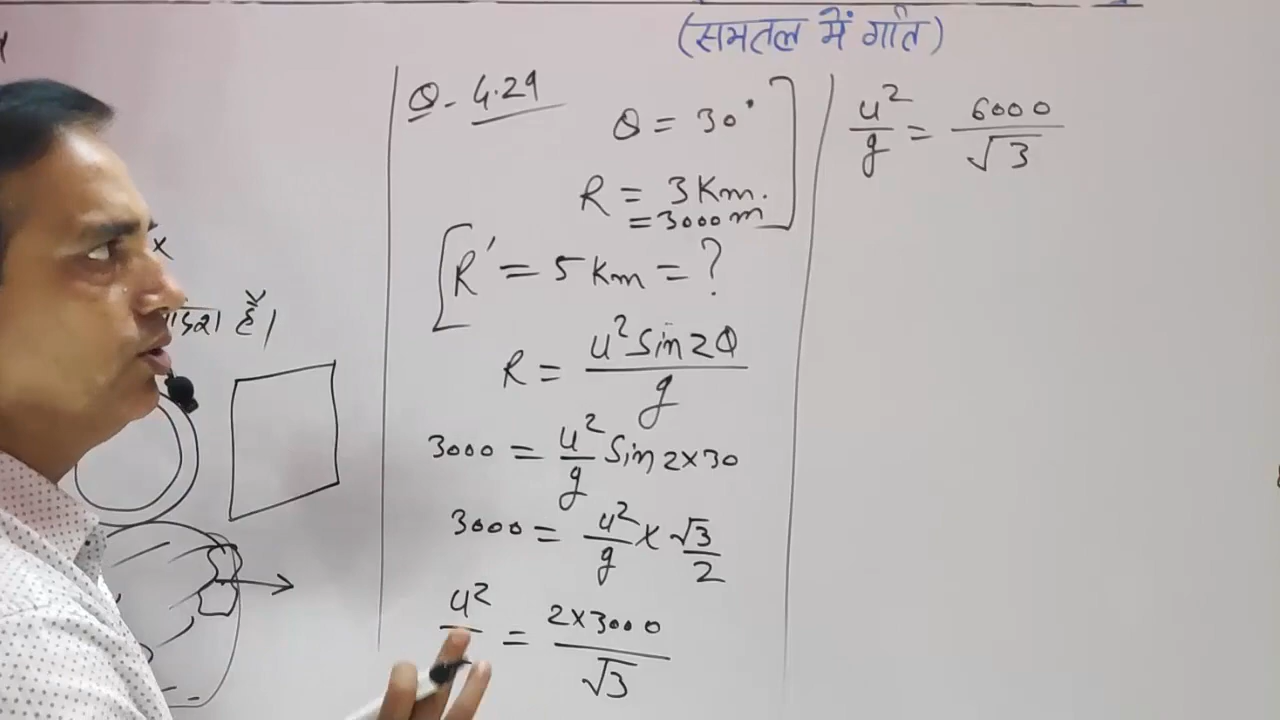 (समतल में गति)
Q- 4.29
θ = 30°
R = 3 Km.
= 3000 m
R' = 5 Km = ?
R = u² Sin 2θ / g
3000 = u²/g Sin 2×30
3000 = u²/g × √3/2
u² = 2×3000/√3
u²/g = 6000/√3
है।